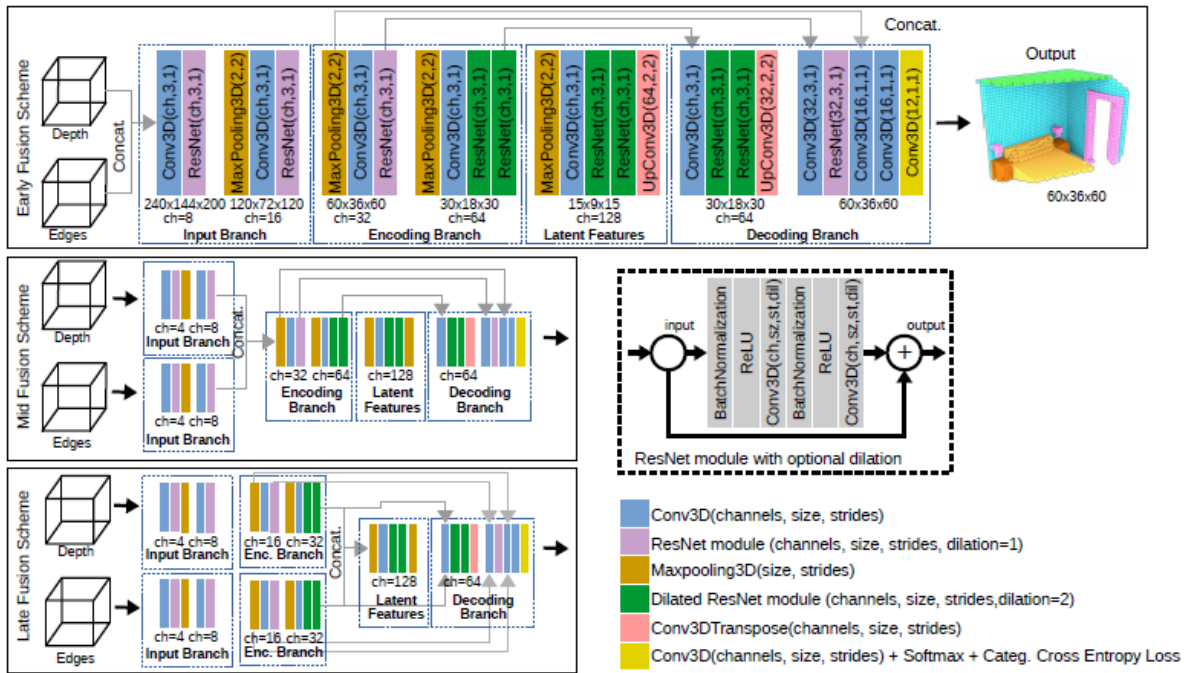 Early Fusion Scheme
Depth
Edges
Concat.
Conv3D(ch,3,1)
ResNet(ch,3,1)
240x144x200
ch=8
MaxPooling3D(2,2)
Conv3D(ch,3,1)
ResNet(ch,3,1)
120x72x120
ch=16
Input Branch
MaxPooling3D(2,2)
Conv3D(ch,3,1)
ResNet(ch,3,1)
60x36x60
ch=32
MaxPooling3D(2,2)
Conv3D(ch,3,1)
ResNet(ch,3,1)
ResNet(ch,3,1)
30x18x30
ch=64
Encoding Branch
MaxPooling3D(2,2)
Conv3D(ch,3,1)
ResNet(ch,3,1)
ResNet(ch,3,1)
UpConv3D(64,2,2)
15x9x15
ch=128
Latent Features
Conv3D(ch,3,1)
ResNet(ch,3,1)
ResNet(ch,3,1)
UpConv3D(32,2,2)
30x18x30
ch=64
Conv3D(32,3,1)
ResNet(32,3,1)
Conv3D(16,1,1)
Conv3D(16,1,1)
Conv3D(12,1,1)
60x36x60
Decoding Branch
Concat.
Output
60x36x60
Mid Fusion Scheme
Depth
Edges
ch=4 ch=8
Input Branch
ch=4 ch=8
Input Branch
Concat.
ch=32 ch=64
Encoding
Branch
ch=128
Latent
Features
ch=64
Decoding
Branch
Late Fusion Scheme
Depth
Edges
ch=4 ch=8
Input Branch
ch=16 ch=32
Enc. Branch
ch=4 ch=8
Input Branch
ch=16 ch=32
Enc. Branch
Concat.
ch=128
Latent
Features
ch=64
Decoding
Branch
input
BatchNormalization
ReLU
Conv3D(ch,sz,st,dil)
BatchNormalization
ReLU
Conv3D(ch,sz,st,dil)
+
output
ResNet module with optional dilation
Conv3D(channels, size, strides)
ResNet module (channels, size, strides, dilation=1)
Maxpooling3D(size, strides)
Dilated ResNet module (channels, size, strides,dilation=2)
Conv3DTranspose(channels, size, strides)
Conv3D(channels, size, strides) + Softmax + Categ. Cross Entropy Loss